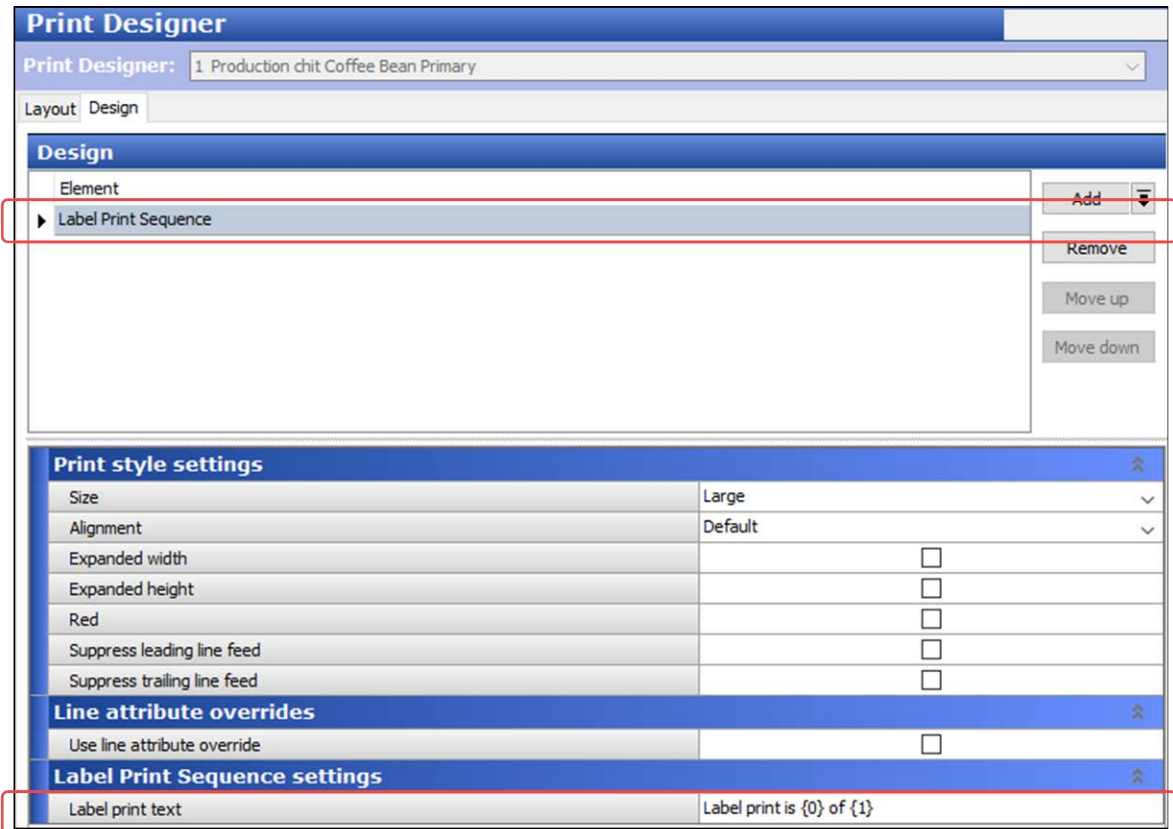 Print Designer
Print Designer: 1 Production chit Coffee Bean Primary
Layout Design
Design
Element
Add
Label Print Sequence
Remove
Move up
Move down
Print style settings
Size Large
Alignment Default
Expanded width
Expanded height
Red
Suppress leading line feed
Suppress trailing line feed
Line attribute overrides
Use line attribute override
Label Print Sequence settings
Label print text Label print is {0} of {1}